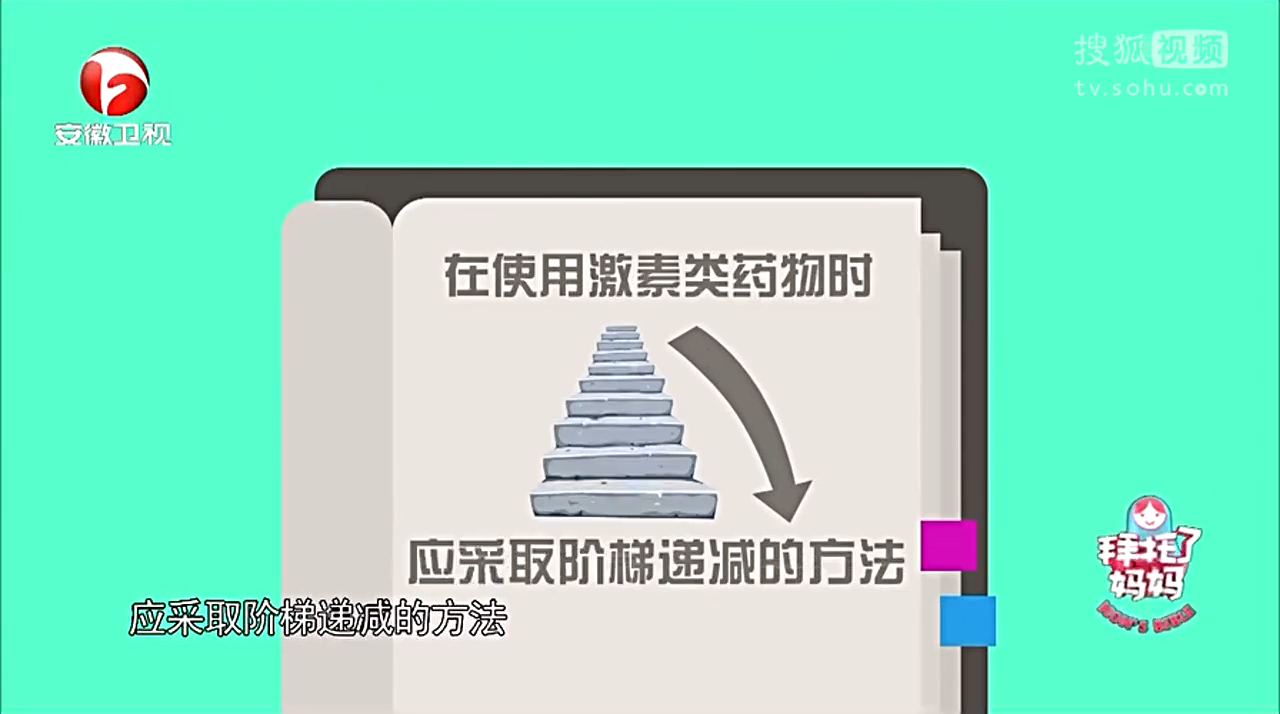 搜狐视频
tv.sohu.com
安徽卫视
在使用激素类药物时
应采取阶梯递减的方法
应采取阶梯递减的方法
拜托了
妈妈